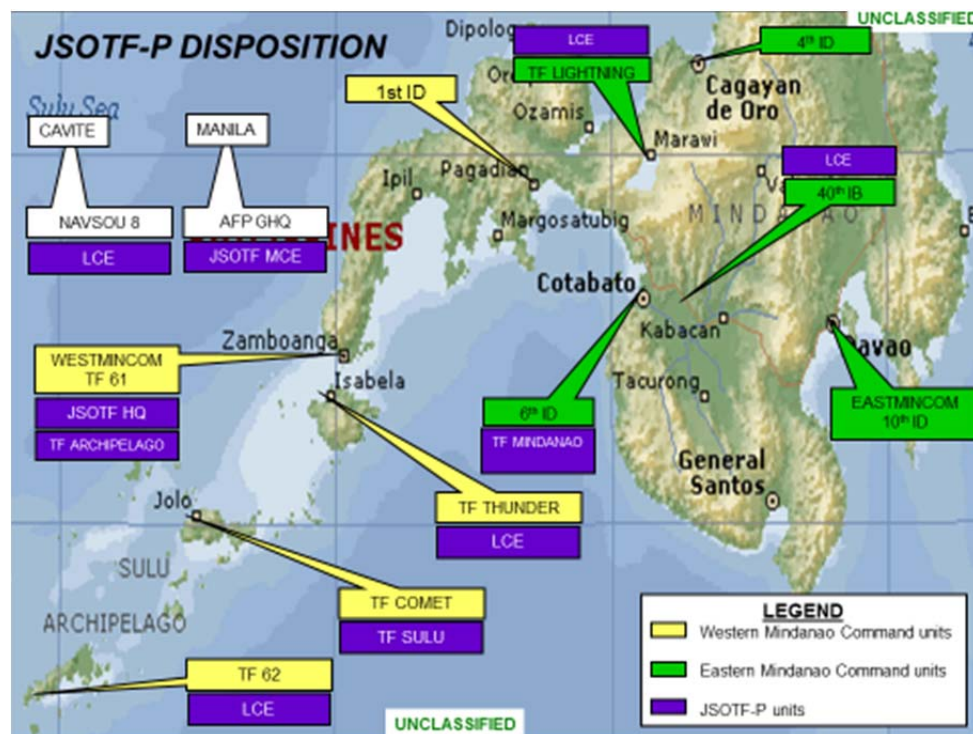 UNCLASSIFIED
JSOTF-P DISPOSITION
Dipolog
LCE
TF LIGHTNING
4th ID
Cagayan
de Oro
1st ID
Ozamis
Sulu Sea
CAVITE
MANILA
Marawi
LCE
40th IB
Pagadian
Ipil
MINDANAO
NAVSOU 8
AFP GHQ
Margosatubig
LCE
JSOTF MCE
Cotabato
Kabacan
Zamboanga
WESTMINCOM
TF 61
Isabela
Tacurong
JSOTF HQ
TF ARCHIPELAGO
6th ID
TF MINDANAO
EASTMINCOM
10th ID
General
Santos
Jolo
TF THUNDER
LCE
SULU
ARCHIPELAGO
TF COMET
TF SULU
LEGEND
Western Mindanao Command units
Eastern Mindanao Command units
JSOTF-P units
TF 62
LCE
UNCLASSIFIED